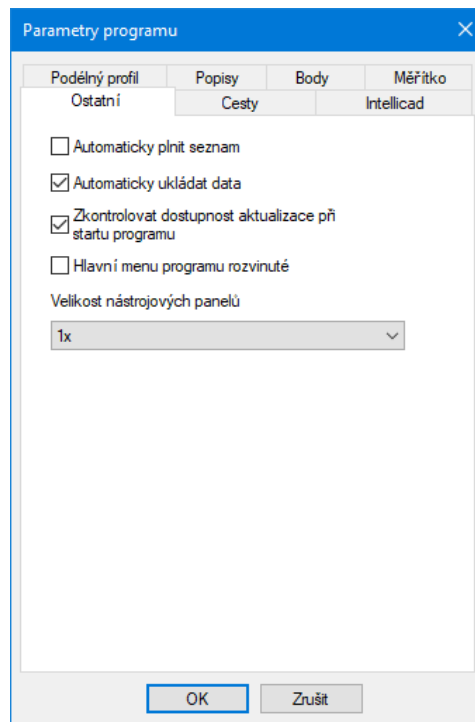 Parametry programu
Podélný profil
Popisy
Body
Měřítko
Ostatní
Cesty
Intellicad
Automaticky plnit seznam
Automaticky ukládat data
Zkontrolovat dostupnost aktualizace při
startu programu
Hlavní menu programu rozvinuté
Velikost nástrojových panelů
1x
OK
Zrušit